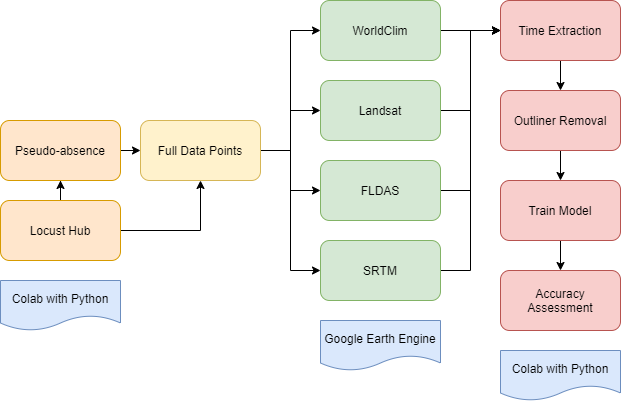 WorldClim
Time Extraction
Landsat
Outliner Removal
Pseudo-absence
Full Data Points
FLDAS
Train Model
Locust Hub
SRTM
Accuracy
Assessment
Colab with Python
Google Earth Engine
Colab with Python